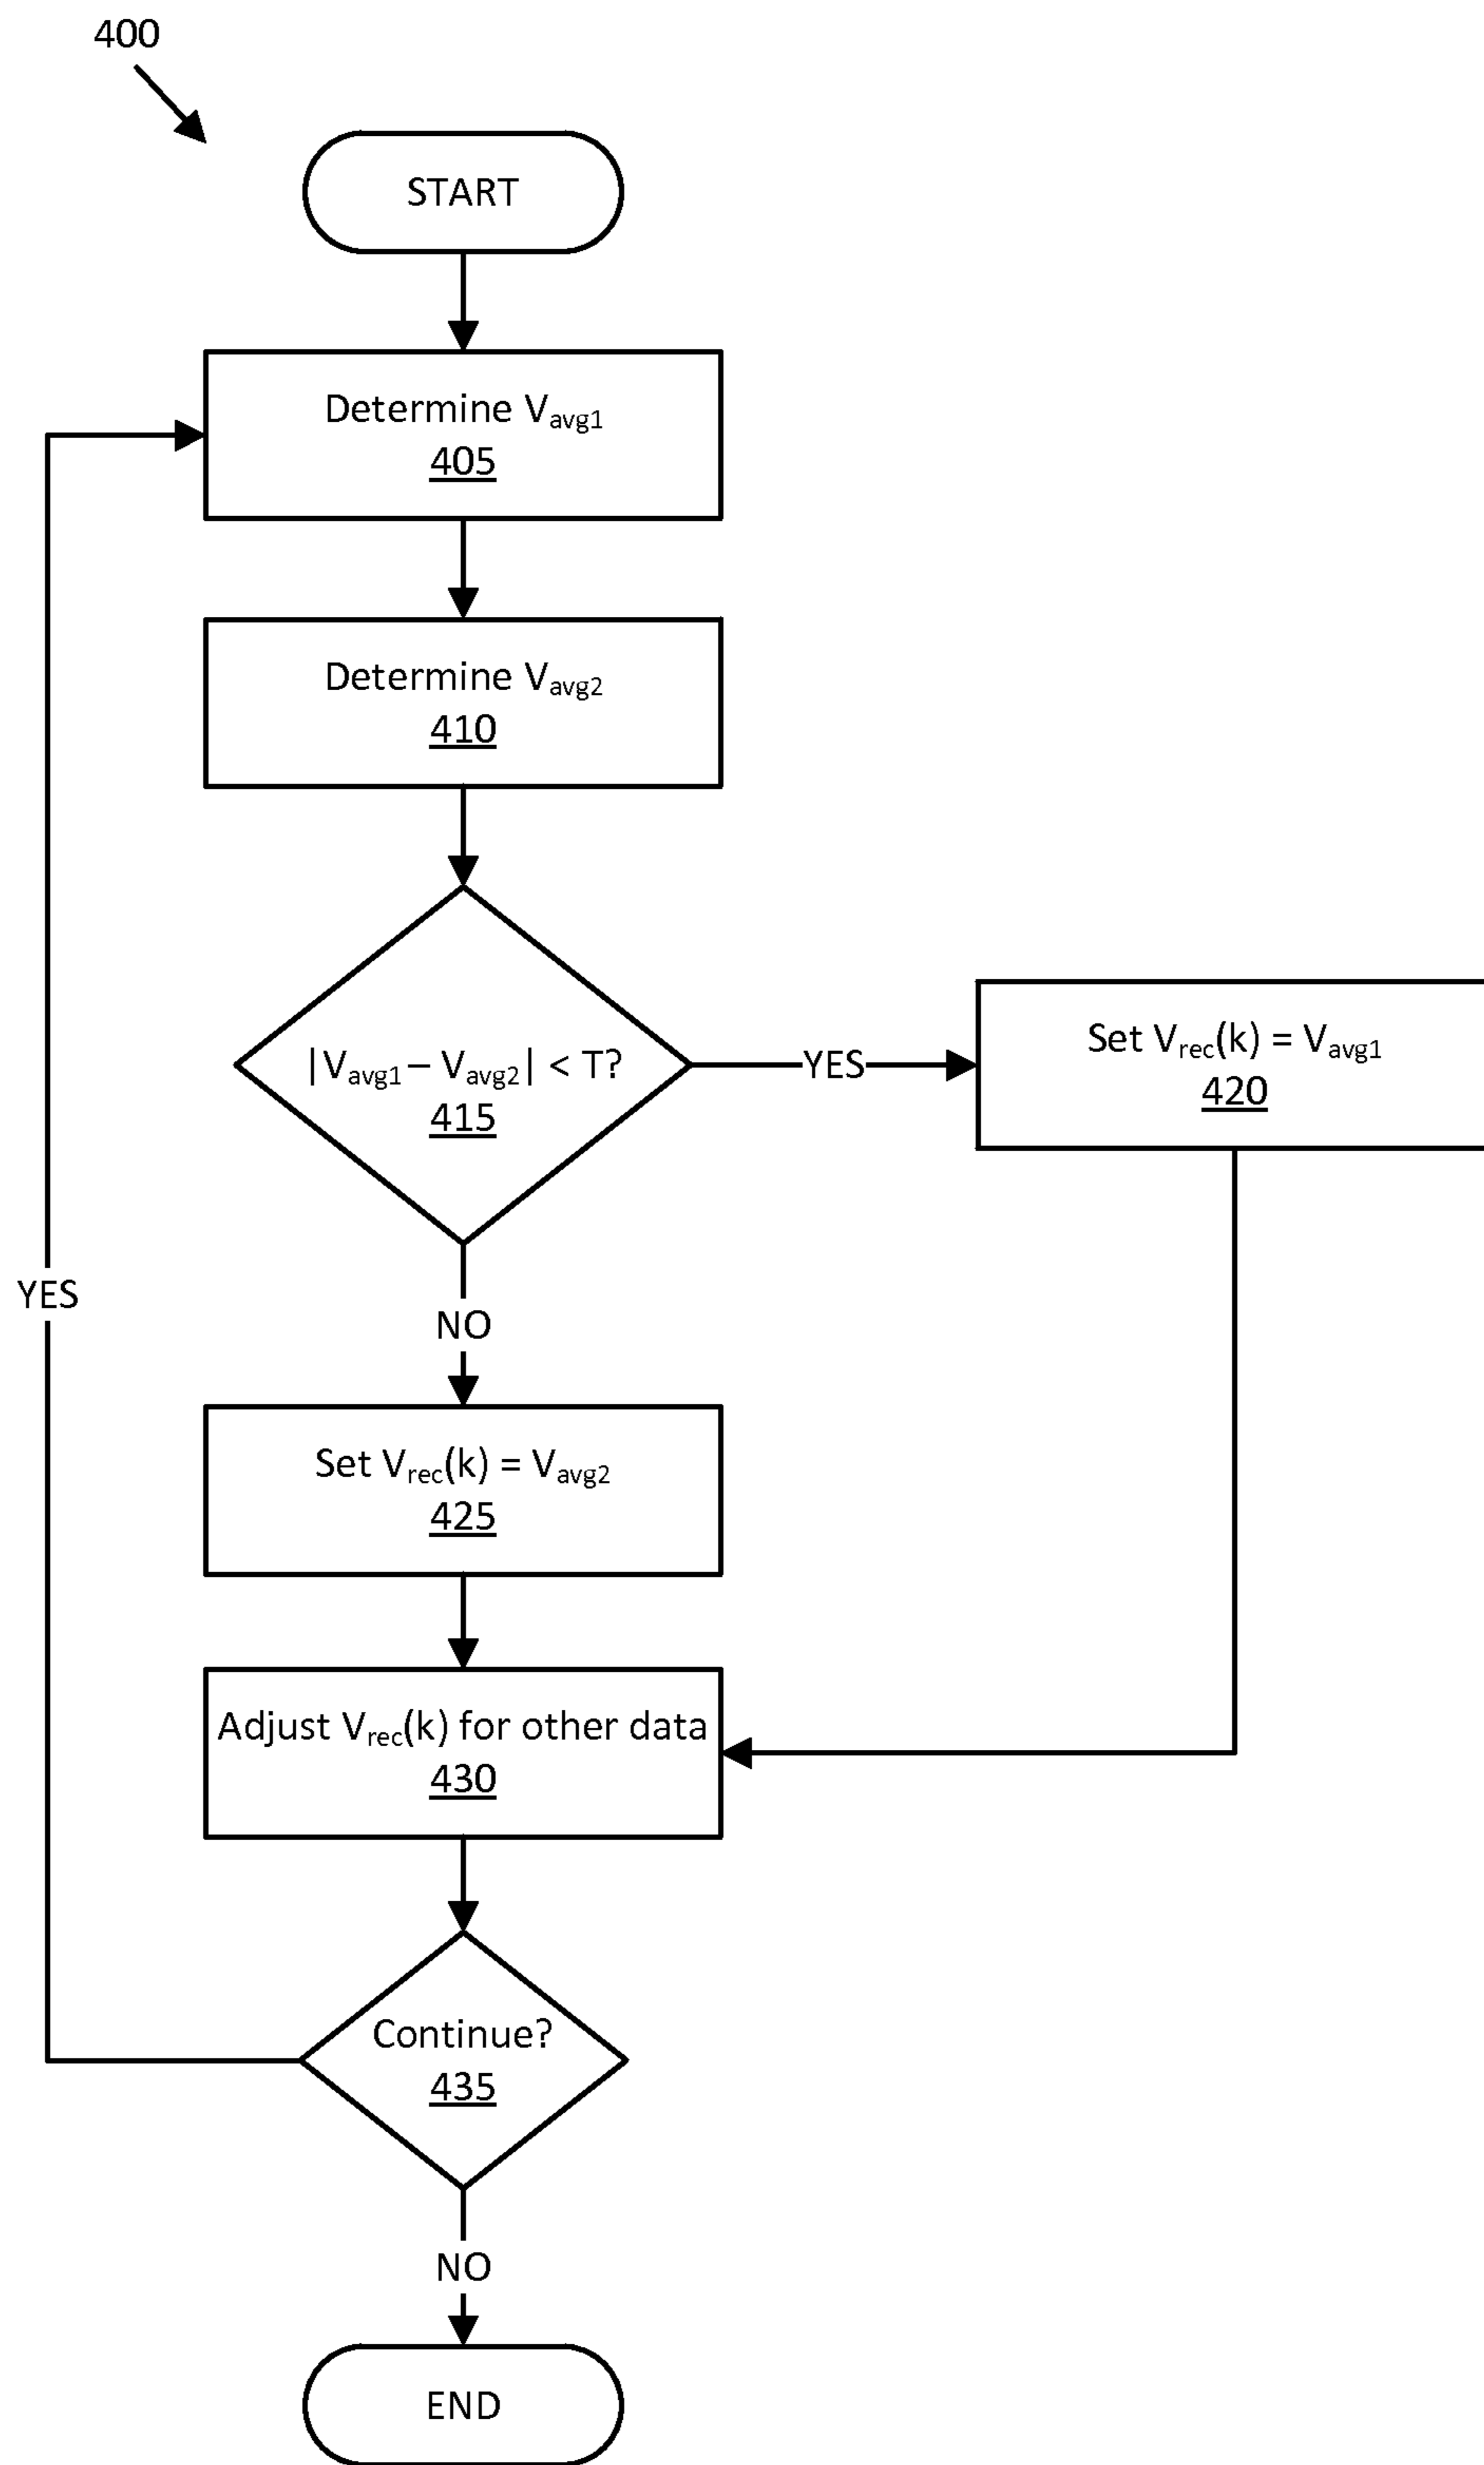 400
START
Determine Vavg1
405
Determine Vavg2
410
|Vavg1 – Vavg2| < T?
415
YES
Set Vrec(k) = Vavg1
420
YES
NO
Set Vrec(k) = Vavg2
425
Adjust Vrec(k) for other data
430
Continue?
435
NO
END